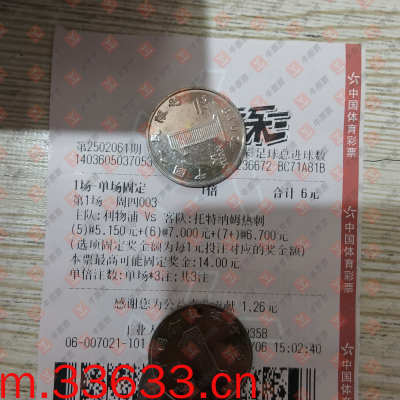 第2502061期
彩 足球总进球数
1403605037053
236672 BC71A81B
1场-单场固定 1倍 合计 6元
第1场 周四003
主队:利物浦 Vs 客队:托特纳姆热刺
(5)@5.150元+(6)@7.000元+(7+)@6.700元
(选项固定奖金额为每1元投注对应的奖金额)
本票最高可能固定奖金:14.00元
单倍注数:单场*3注;共3注
感谢您为公益 贡献 1.26元
06-007021-101
/06 15:02:40
中国体育彩票
中国体育彩票
中国体育彩票
m.33633.cn